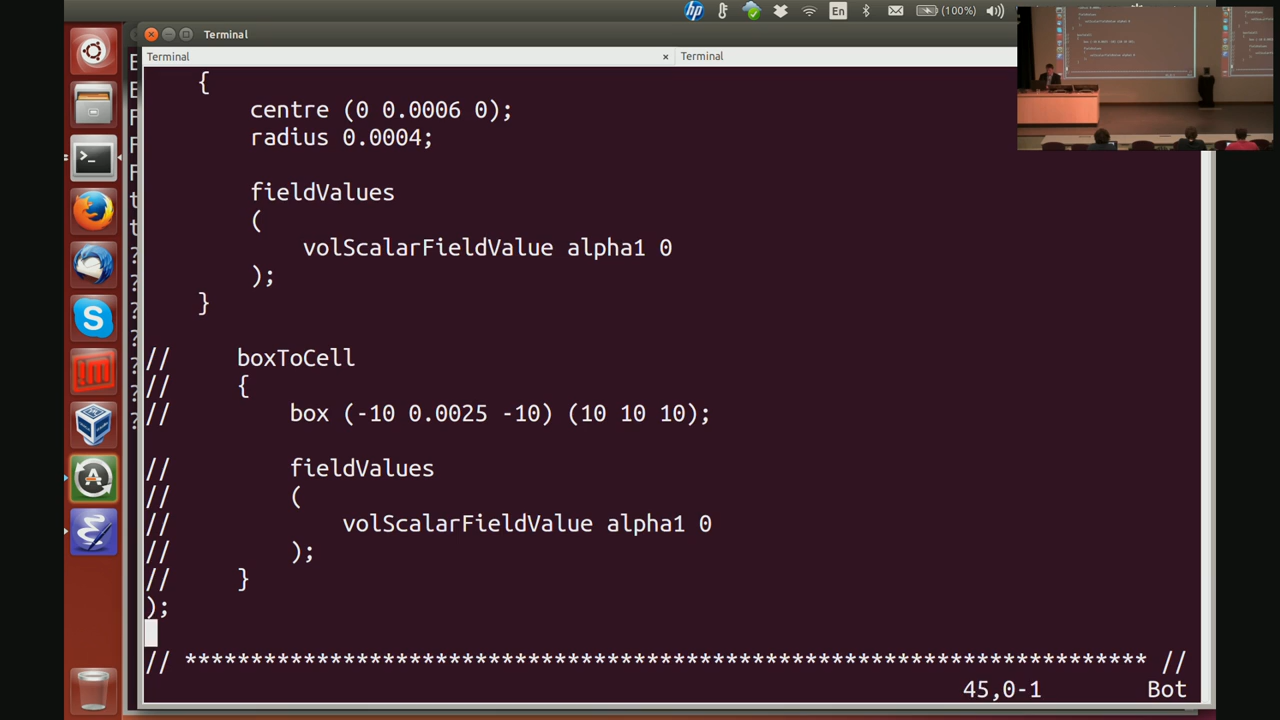 En
(100%)
Terminal
Terminal
Terminal
{
centre (0 0.0006 0);
radius 0.0004;
fieldValues
(
volScalarFieldValue alpha1 0
);
}
// boxToCell
// {
// box (-10 0.0025 -10) (10 10 10);
// fieldValues
// (
// volScalarFieldValue alpha1 0
// );
// }
);
// ************************************************************************* //
45,0-1 Bot